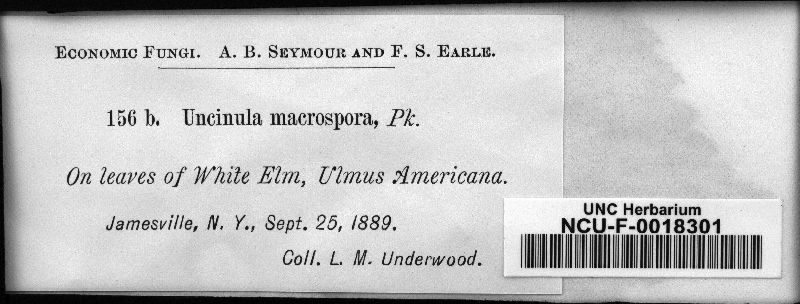 Economic Fungi. A. B. Seymour and F. S. Earle.
156 b. Uncinula macrospora, Pk.
On leaves of White Elm, Ulmus Americana.
Jamesville, N. Y., Sept. 25, 1889.
Coll. L. M. Underwood.
UNC Herbarium
NCU-F-0018301